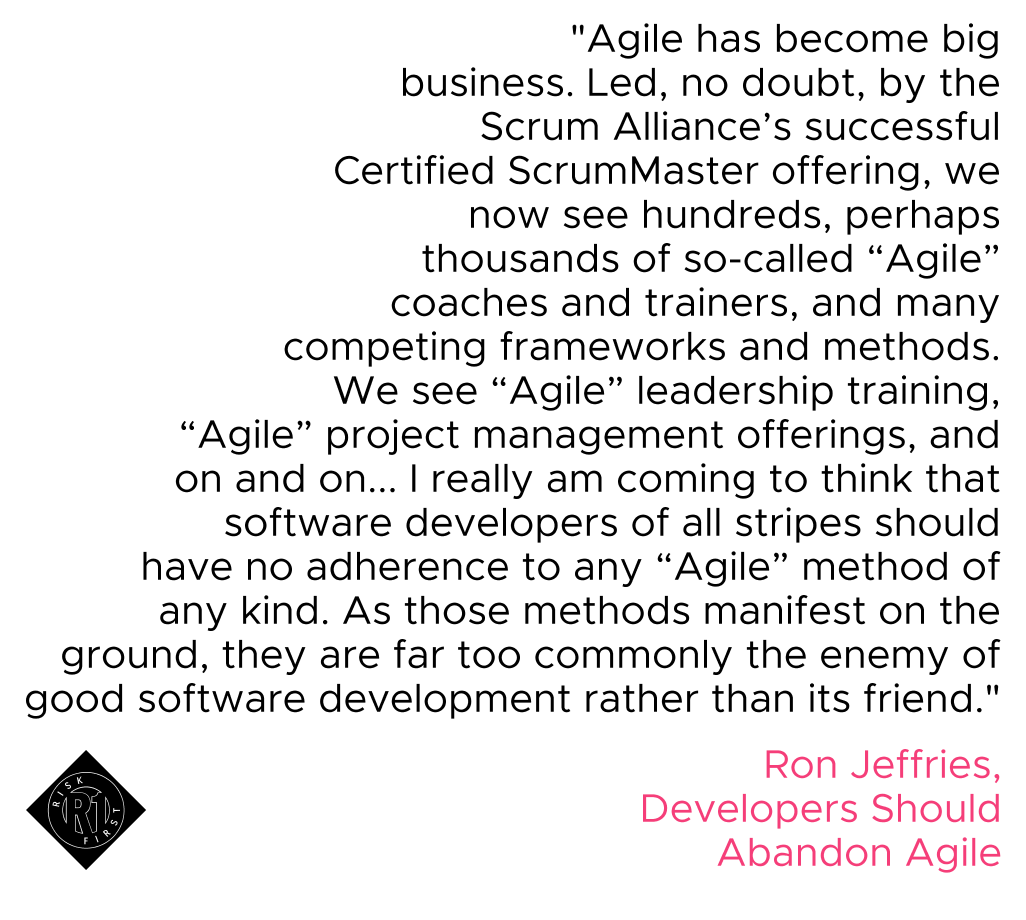 "Agile has become big
business. Led, no doubt, by the
Scrum Alliance’s successful
Certified ScrumMaster offering, we
now see hundreds, perhaps
thousands of so-called “Agile”
coaches and trainers, and many
competing frameworks and methods.
We see “Agile” leadership training,
“Agile” project management offerings, and
on and on... I really am coming to think that
software developers of all stripes should
have no adherence to any “Agile” method of
any kind. As those methods manifest on the
ground, they are far too commonly the enemy of
good software development rather than its friend."
Ron Jeffries,
Developers Should
Abandon Agile
RISK
R1
FIRST